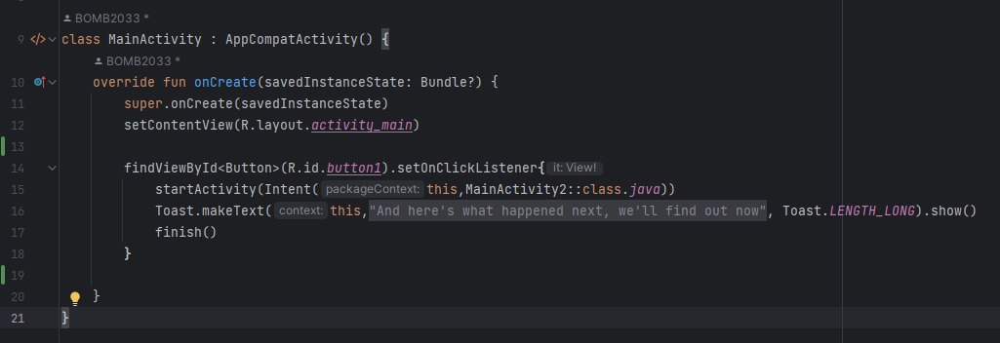 BOMB2033 *
9 </> class MainActivity : AppCompatActivity() {
BOMB2033 *
10 override fun onCreate(savedInstanceState: Bundle?) {
11 super.onCreate(savedInstanceState)
12 setContentView(R.layout.activity_main)
13
14 findViewById<Button>(R.id.button1).setOnClickListener{ it: View!
15 startActivity(Intent( packageContext: this,MainActivity2::class.java))
16 Toast.makeText( context: this,"And here's what happened next, we'll find out now", Toast.LENGTH_LONG).show()
17 finish()
18 }
19
20 }
21 }